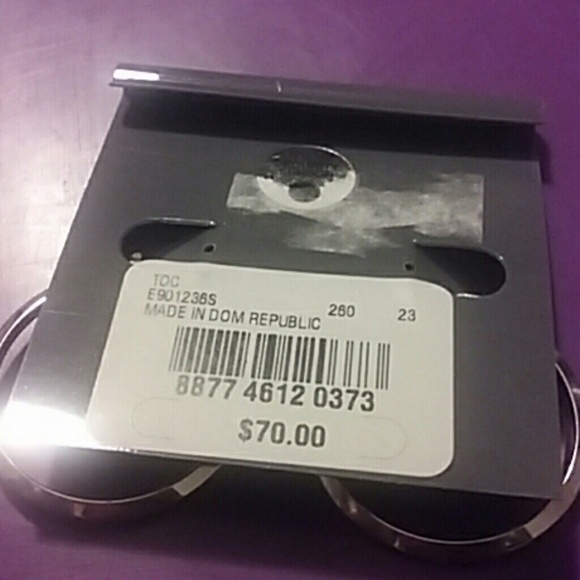 TOC
E901236S
MADE IN DOM REPUBLIC 260 23
8877 4612 0373
$70.00